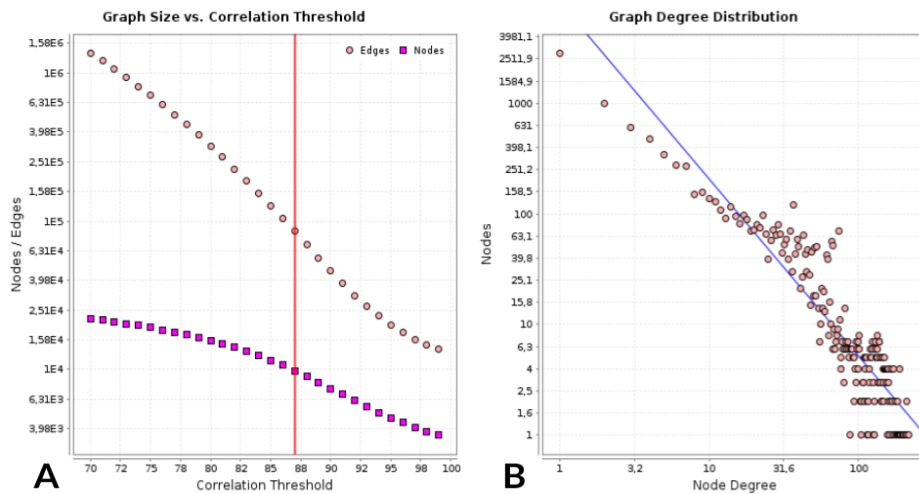 Graph Size vs. Correlation Threshold
1,58E6
1E6
6,31E5
3,98E5
2,51E5
1,58E5
1E5
6,31E4
3,98E4
2,51E4
1,58E4
1E4
6,31E3
3,98E3
Nodes / Edges
Edges Nodes
70 72 75 78 80 82 85 88 90 92 95 98 100
Correlation Threshold
A
Graph Degree Distribution
3981,1
2511,9
1584,9
1000
631
398,1
251,2
158,5
100
63,1
39,8
25,1
15,8
10
6,3
4
2,5
1,6
1
Nodes
1 3,2 10 31,6 100
Node Degree
B